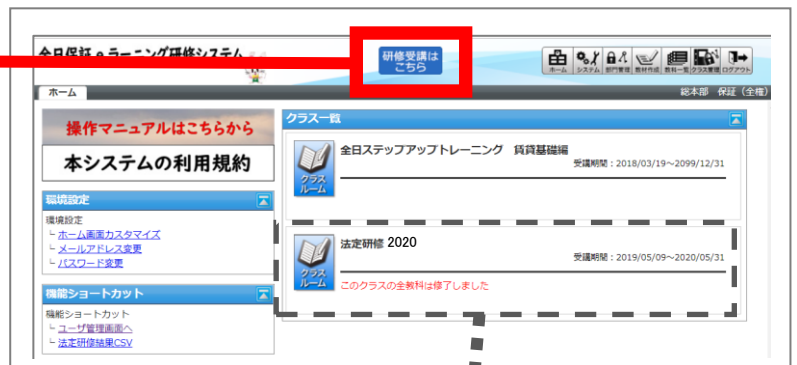 全日保証 e ラーニング研修システム
研修受講は
こちら
ホーム システム 部門管理 教材作成 教科一覧 クラス管理 ログアウト
ホーム
総本部 保証（全権）
操作マニュアルはこちらから
本システムの利用規約
環境設定
環境設定
└ ホーム画面カスタマイズ
└ メールアドレス変更
└ パスワード変更
機能ショートカット
機能ショートカット
└ ユーザ管理画面へ
└ 法定研修結果CSV
クラス一覧
クラス
ルーム
全日ステップアップトレーニング 賃貸基礎編
受講期間：2018/03/19～2099/12/31
クラス
ルーム
法定研修 2020
受講期間：2019/05/09～2020/05/31
このクラスの全教科は修了しました